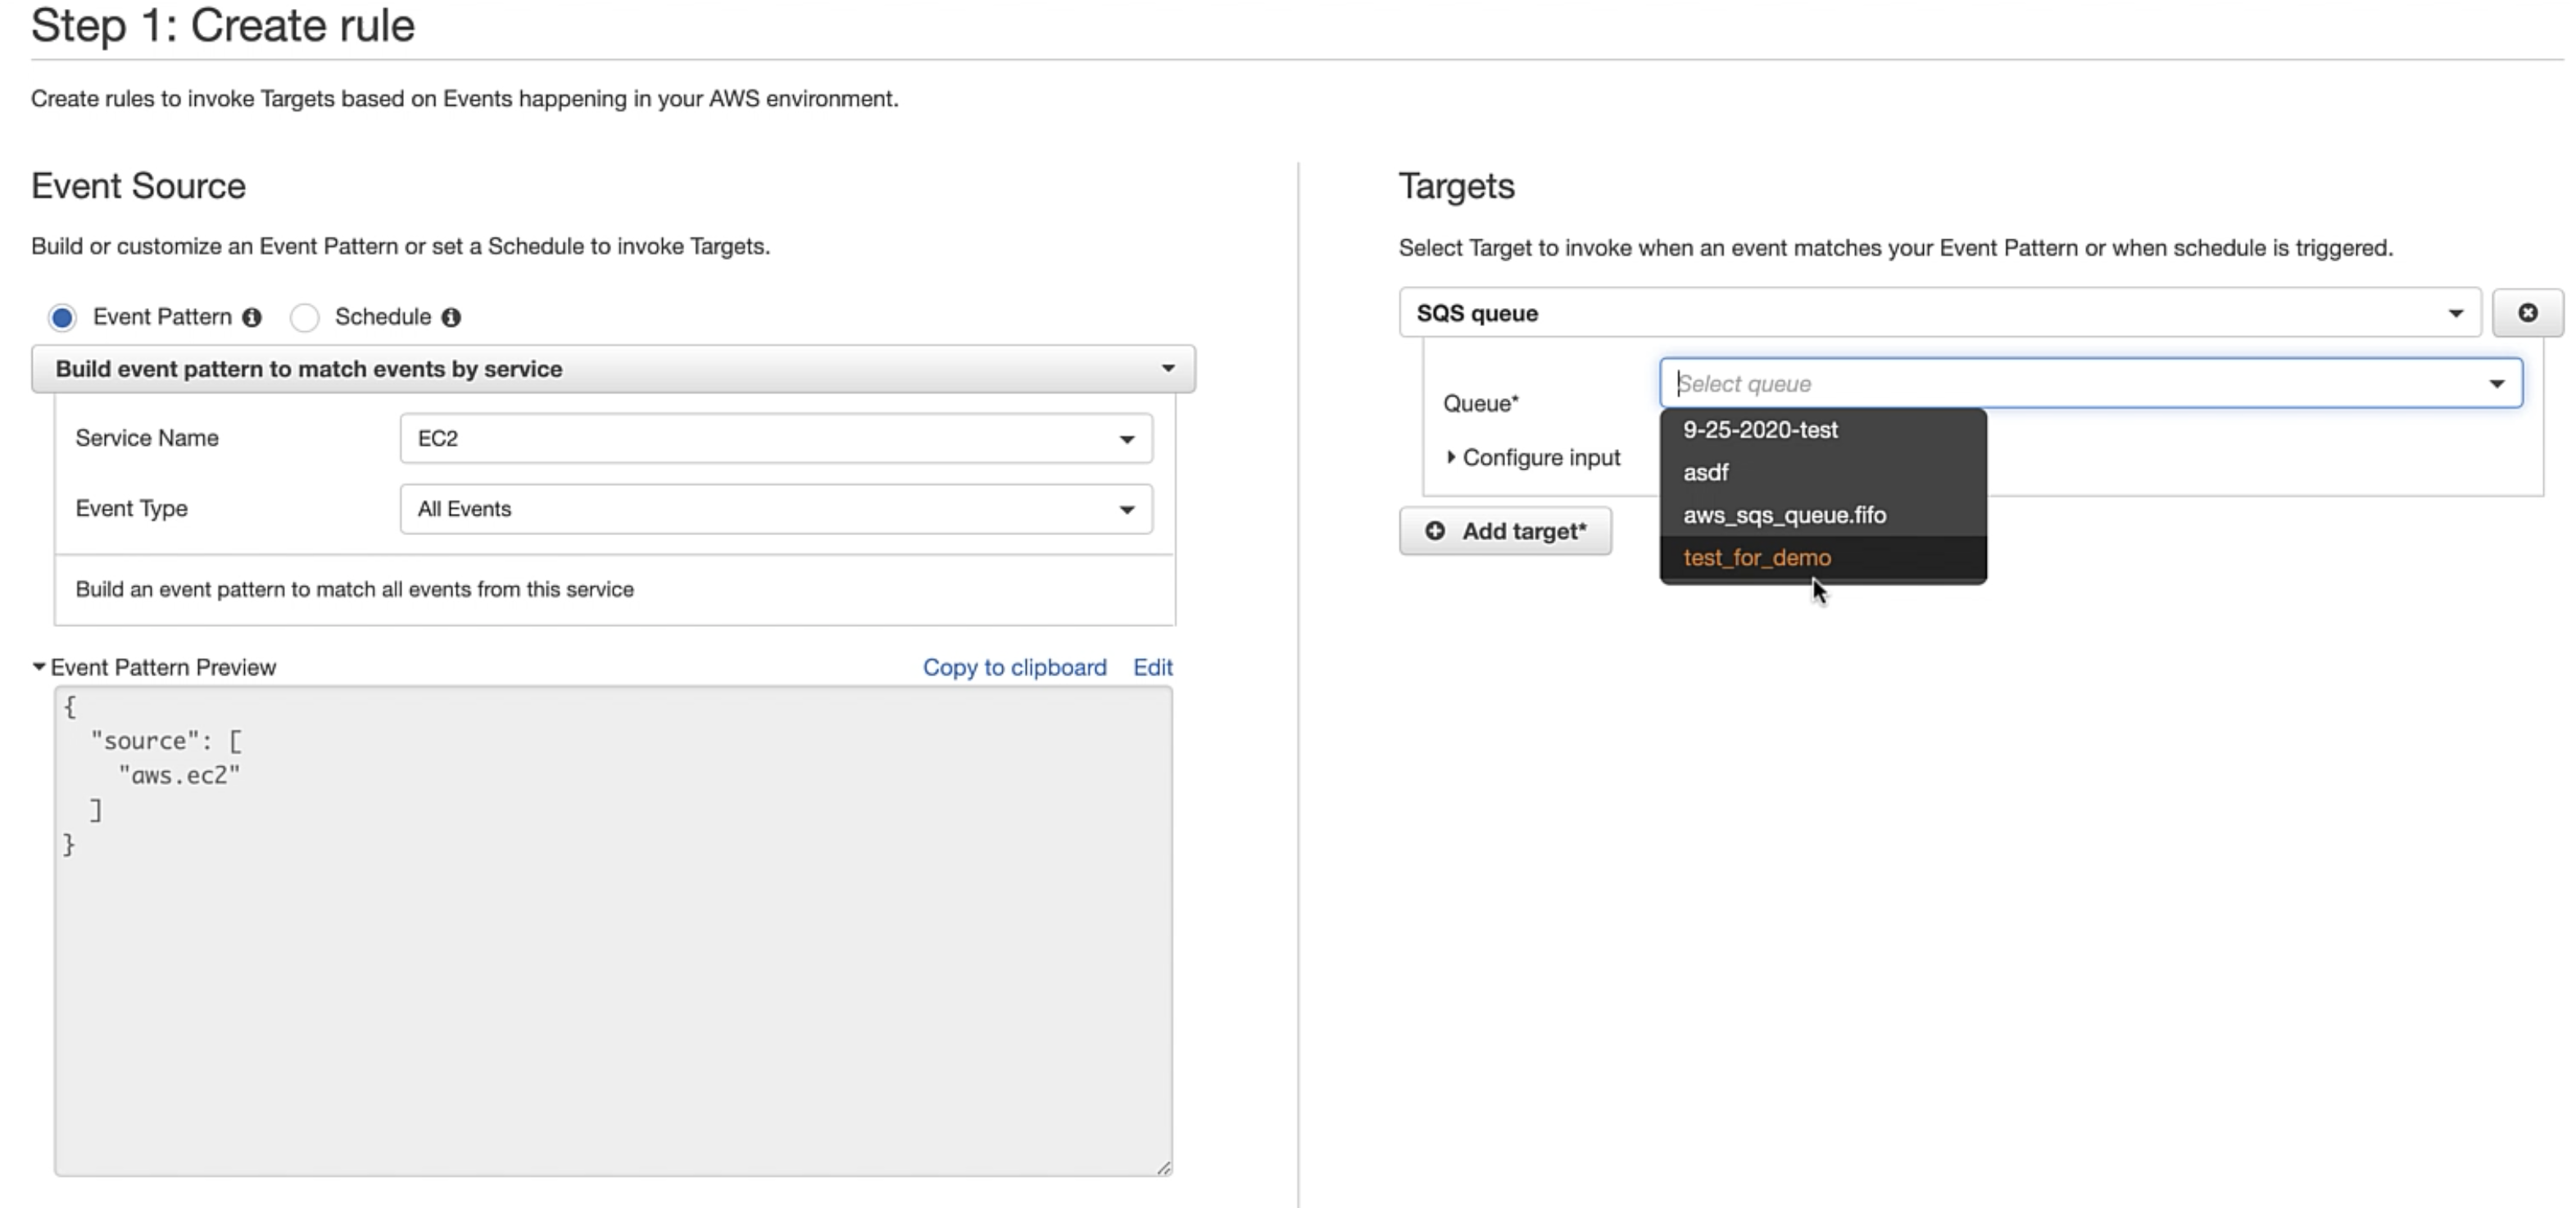 Step 1: Create rule
Create rules to invoke Targets based on Events happening in your AWS environment.
Event Source
Build or customize an Event Pattern or set a Schedule to invoke Targets.
Event Pattern Schedule
Build event pattern to match events by service
Service Name EC2
Event Type All Events
Build an event pattern to match all events from this service
Event Pattern Preview Copy to clipboard Edit
{
"source": [
"aws.ec2"
]
}
Targets
Select Target to invoke when an event matches your Event Pattern or when schedule is triggered.
SQS queue
Queue* Select queue
9-25-2020-test
asdf
aws_sqs_queue.fifo
test_for_demo
Configure input
Add target*